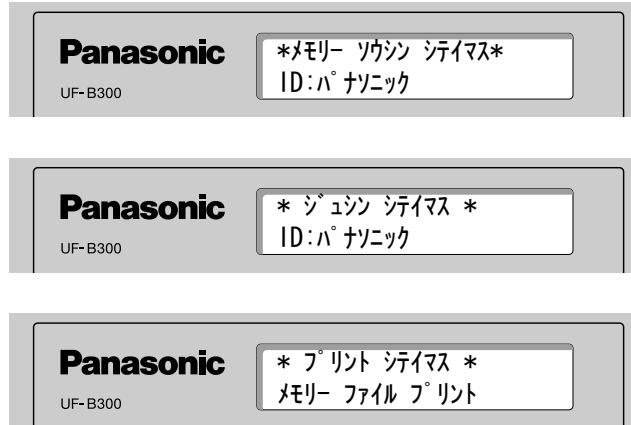 Panasonic
UF-B300
*ﾒﾓﾘｰ ｿｳｼﾝ ｼﾃｲﾏｽ*
ID:ﾊﾟﾅｿﾆｯｸ
Panasonic
UF-B300
* ｼﾞｭｼﾝ ｼﾃｲﾏｽ *
ID:ﾊﾟﾅｿﾆｯｸ
Panasonic
UF-B300
* ﾌﾟﾘﾝﾄ ｼﾃｲﾏｽ *
ﾒﾓﾘｰ ﾌｧｲﾙ ﾌﾟﾘﾝﾄ